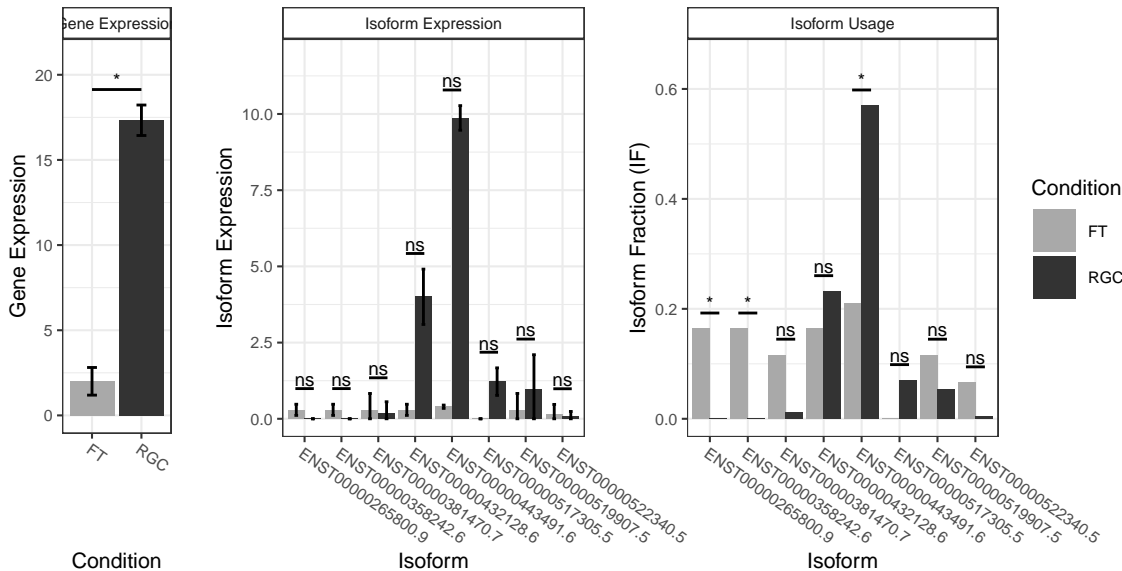 Gene Expression
Gene Expression
20
15
10
5
0
*
FT
RGC
Condition
Isoform Expression
Isoform Expression
10.0
7.5
5.0
2.5
0.0
ns
ns
ns
ns
ns
ns
ns
ns
ENST00000265800.9
ENST00000358242.6
ENST00000381470.7
ENST00000432128.6
ENST00000443491.6
ENST00000517305.5
ENST00000519907.5
ENST00000522340.5
Isoform
Isoform Usage
Isoform Fraction (IF)
0.6
0.4
0.2
0.0
*
*
ns
ns
*
ns
ns
ns
ENST00000265800.9
ENST00000358242.6
ENST00000381470.7
ENST00000432128.6
ENST00000443491.6
ENST00000517305.5
ENST00000519907.5
ENST00000522340.5
Isoform
Condition
FT
RGC